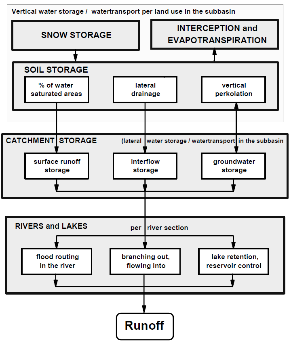 Vertical water storage / watertransport per land use in the subbasin
SNOW STORAGE
INTERCEPTION and
EVAPOTRANSPIRATION
SOIL STORAGE
% of water
saturated areas
lateral
drainage
vertical
perkolation
CATCHMENT STORAGE
(lateral water storage / watertransport in the subbasin
surface runoff
storage
interflow
storage
groundwater
storage
RIVERS and LAKES
per river section
flood routing
in the river
branching out,
flowing into
lake retention,
reservoir control
Runoff